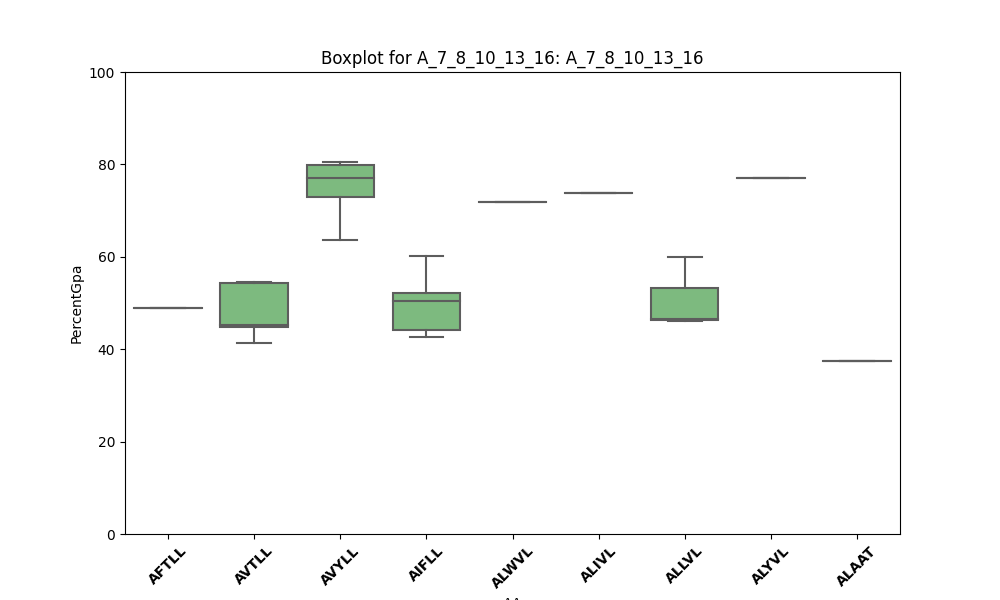 Boxplot for A_7_8_10_13_16: A_7_8_10_13_16
100
80
60
40
20
0
PercentGpa
AFTLL
AVTLL
AVYLL
AIFLL
ALWVL
ALIVL
ALLVL
ALYVL
ALAAT